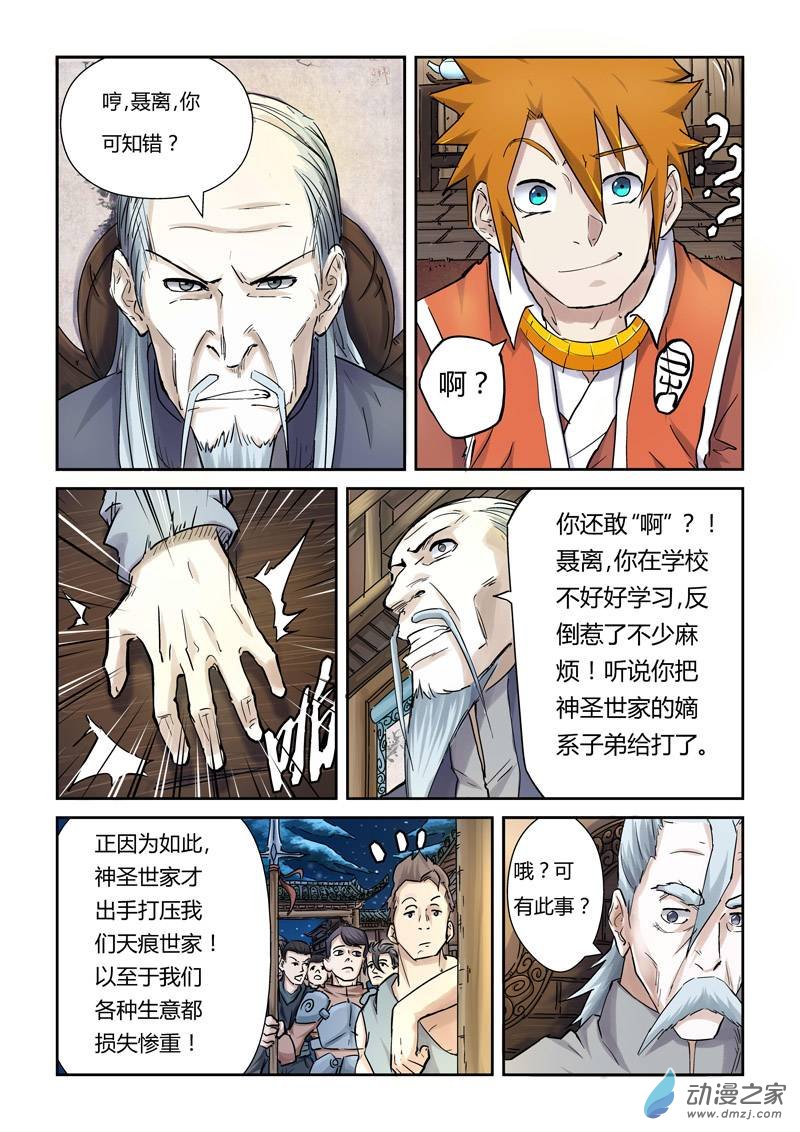 哼,聂离,你
可知错？
???
啊？
啪
你还敢“啊”？！
聂离,你在学校
不好好学习,反
倒惹了不少麻
烦！听说你把
神圣世家的嫡
系子弟给打了。
正因为如此,
神圣世家才
出手打压我
们天痕世家！
以至于我们
各种生意都
损失惨重！
哦？可
有此事？
动漫之家
www.dmzj.com